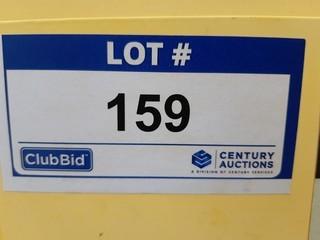 LOT #
159
ClubBid
CENTURY
AUCTIONS
A DIVISION OF CENTURY SERVICES